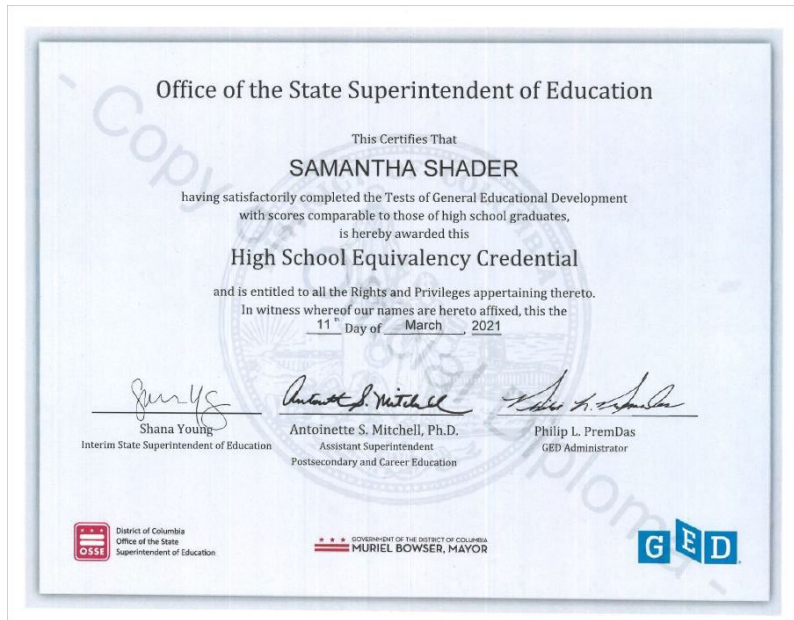 Office of the State Superintendent of Education
This Certifies That
SAMANTHA SHADER
having satisfactorily completed the Tests of General Educational Development
with scores comparable to those of high school graduates,
is hereby awarded this
High School Equivalency Credential
and is entitled to all the Rights and Privileges appertaining thereto.
In witness whereof our names are hereto affixed, this the
11th Day of March, 2021
Antoinette S. Mitchell
Shana Young
Interim State Superintendent of Education
Antoinette S. Mitchell, Ph.D.
Assistant Superintendent
Postsecondary and Career Education
Philip L. PremDas
GED Administrator
- Copy of Official Diploma -
★ ★ ★
OSSE
District of Columbia
Office of the State
Superintendent of Education
★ ★ ★ GOVERNMENT OF THE DISTRICT OF COLUMBIA
MURIEL BOWSER, MAYOR
GED